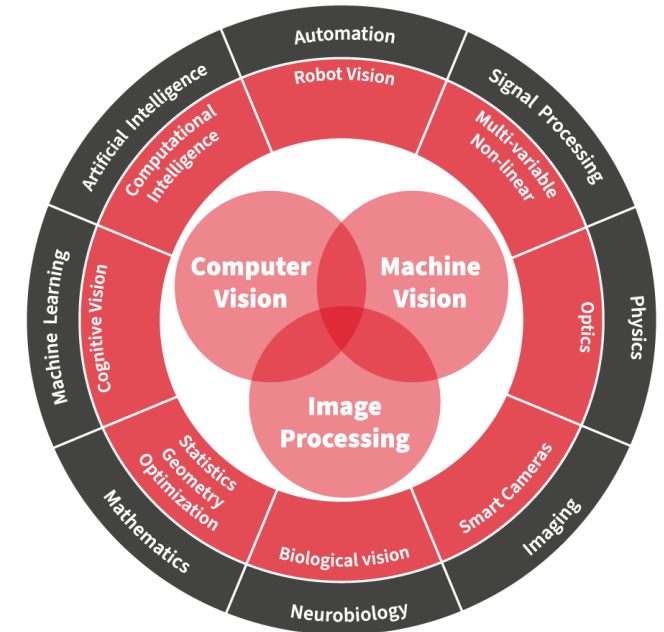 Automation
Robot Vision
Signal Processing
Multi-variable
Non-linear
Physics
Optics
Imaging
Smart Cameras
Neurobiology
Biological vision
Mathematics
Statistics
Geometry
Optimization
Machine Learning
Cognitive Vision
Artificial Intelligence
Computational
Intelligence
Computer
Vision
Machine
Vision
Image
Processing